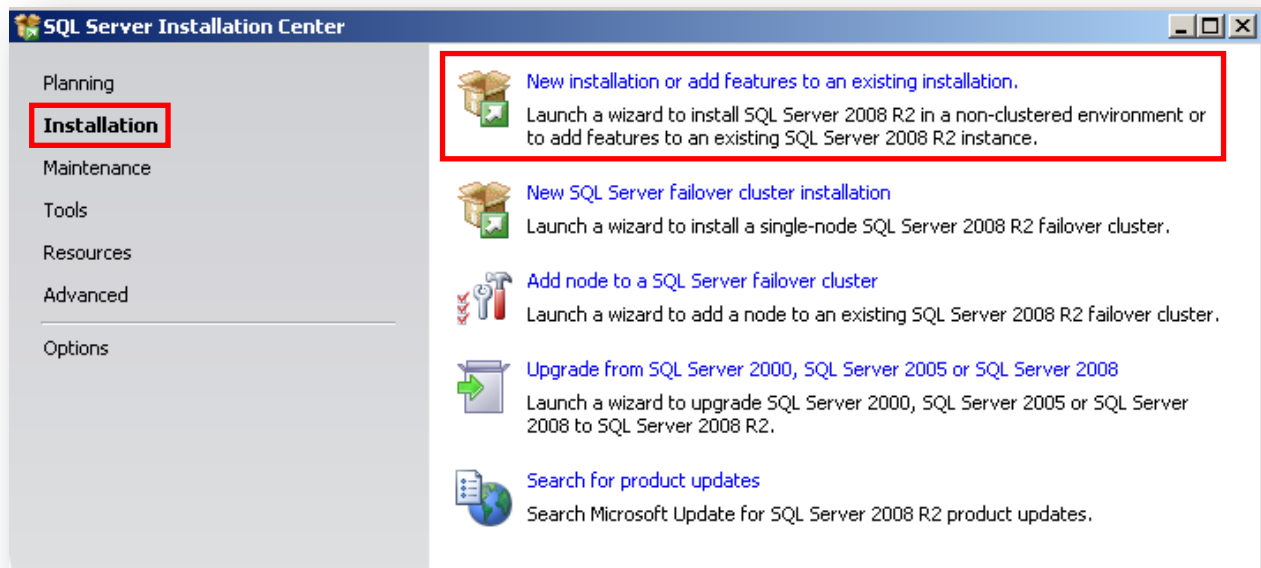 SQL Server Installation Center
Planning
Installation
Maintenance
Tools
Resources
Advanced
Options
New installation or add features to an existing installation.
Launch a wizard to install SQL Server 2008 R2 in a non-clustered environment or
to add features to an existing SQL Server 2008 R2 instance.
New SQL Server failover cluster installation
Launch a wizard to install a single-node SQL Server 2008 R2 failover cluster.
Add node to a SQL Server failover cluster
Launch a wizard to add a node to an existing SQL Server 2008 R2 failover cluster.
Upgrade from SQL Server 2000, SQL Server 2005 or SQL Server 2008
Launch a wizard to upgrade SQL Server 2000, SQL Server 2005 or SQL Server
2008 to SQL Server 2008 R2.
Search for product updates
Search Microsoft Update for SQL Server 2008 R2 product updates.